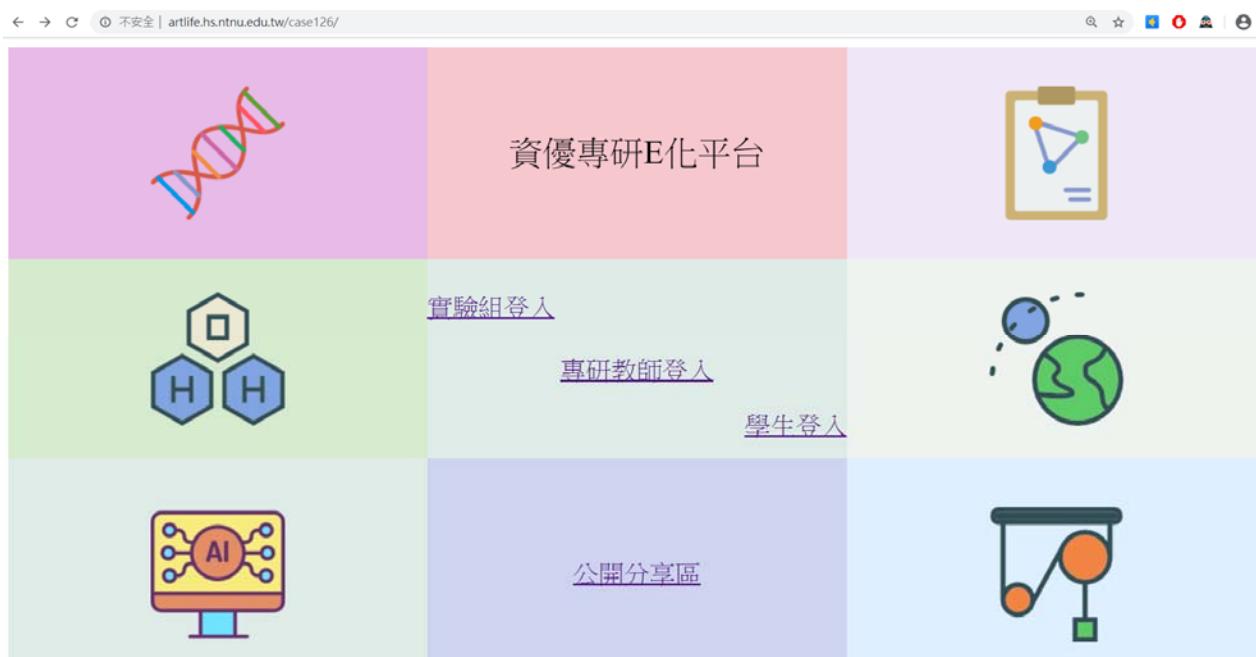 不安全 | artlife.hs.ntnu.edu.tw/case126/
資優專研E化平台
實驗組登入
O
H H
專研教師登入
學生登入
AI
公開分享區